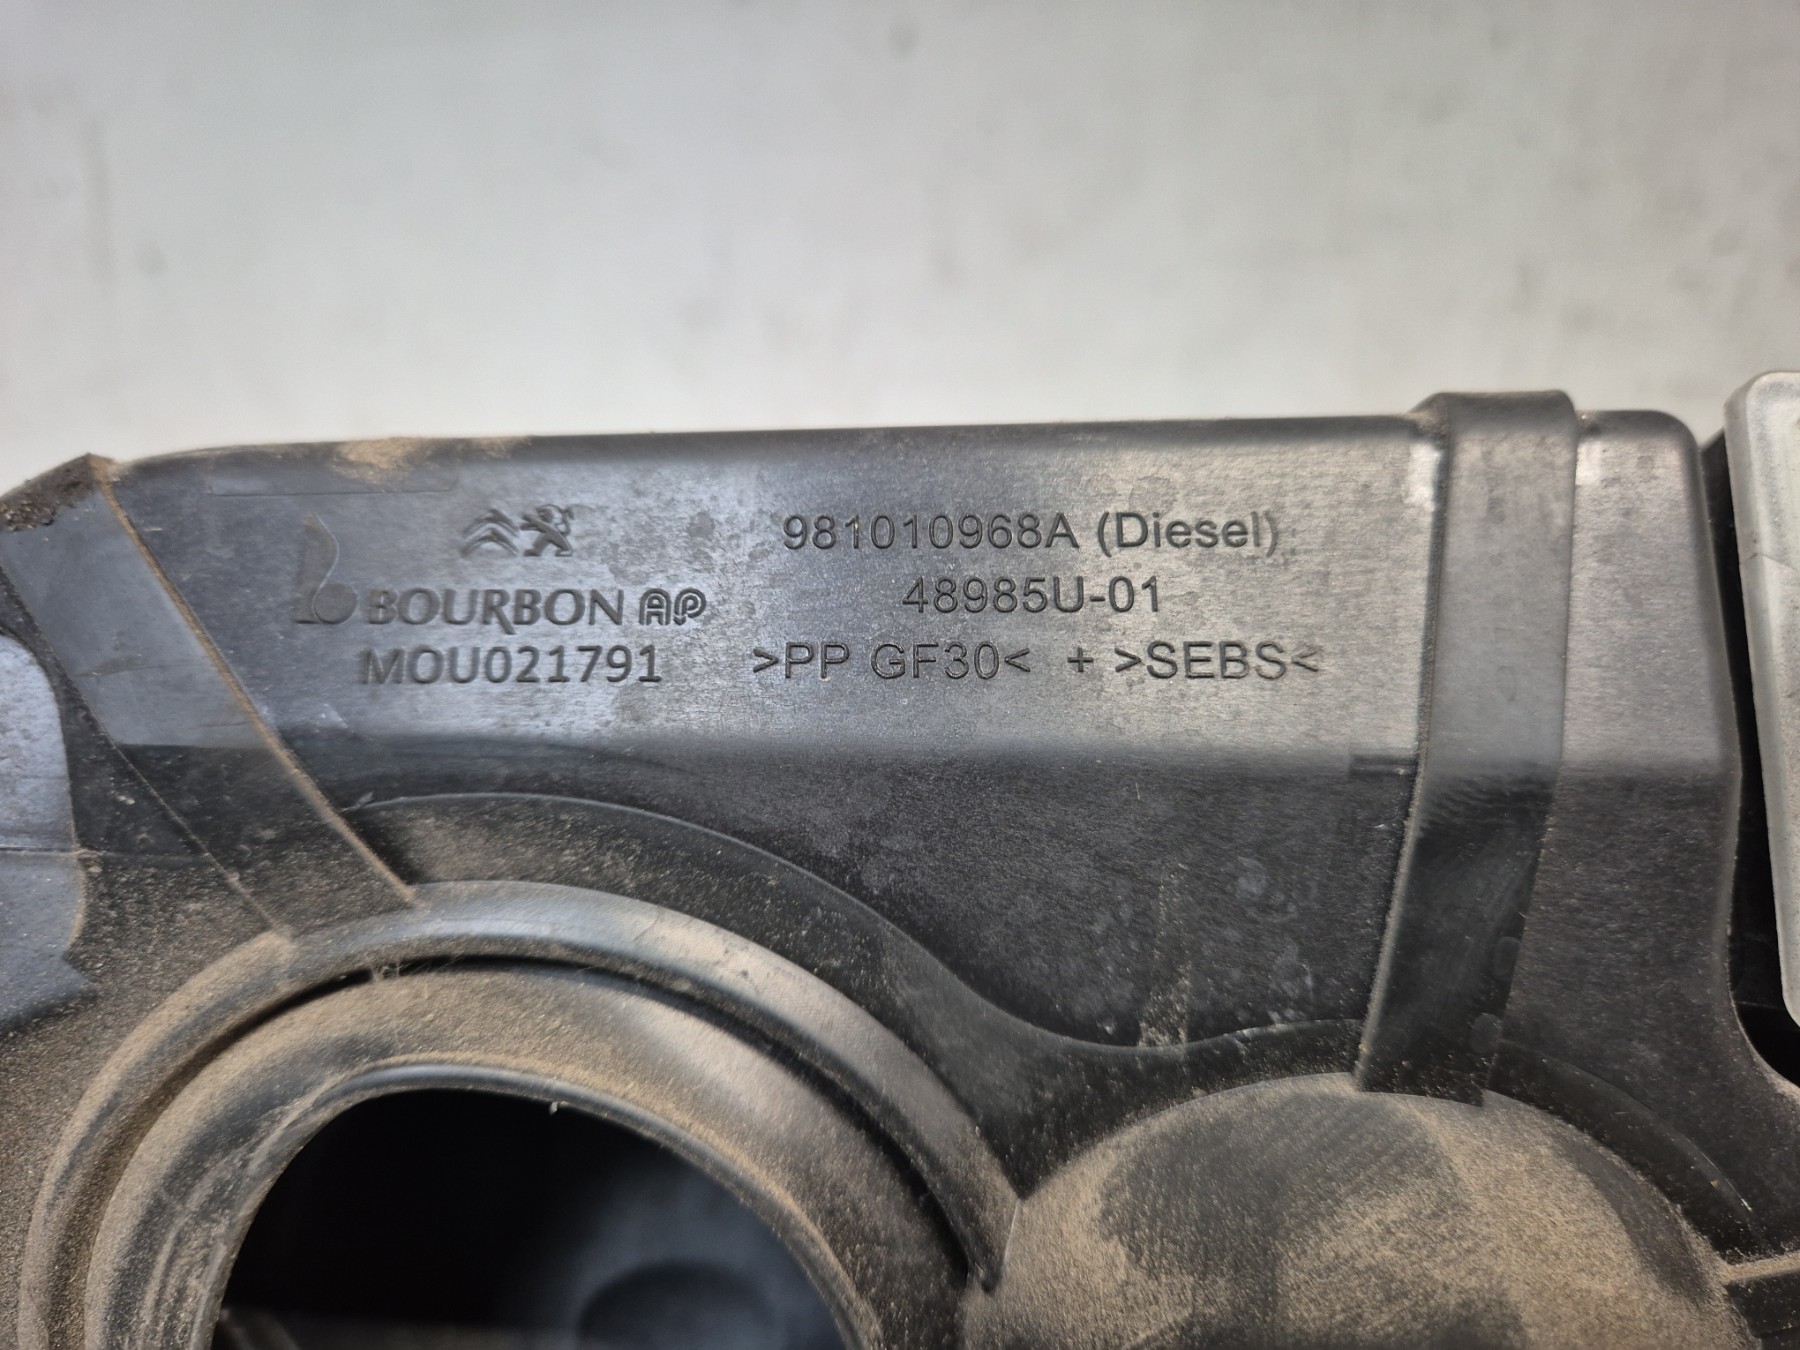 981010968A (Diesel)
BOURBON AP
48985U-01
MOU021791
>PP GF30< + >SEBS<